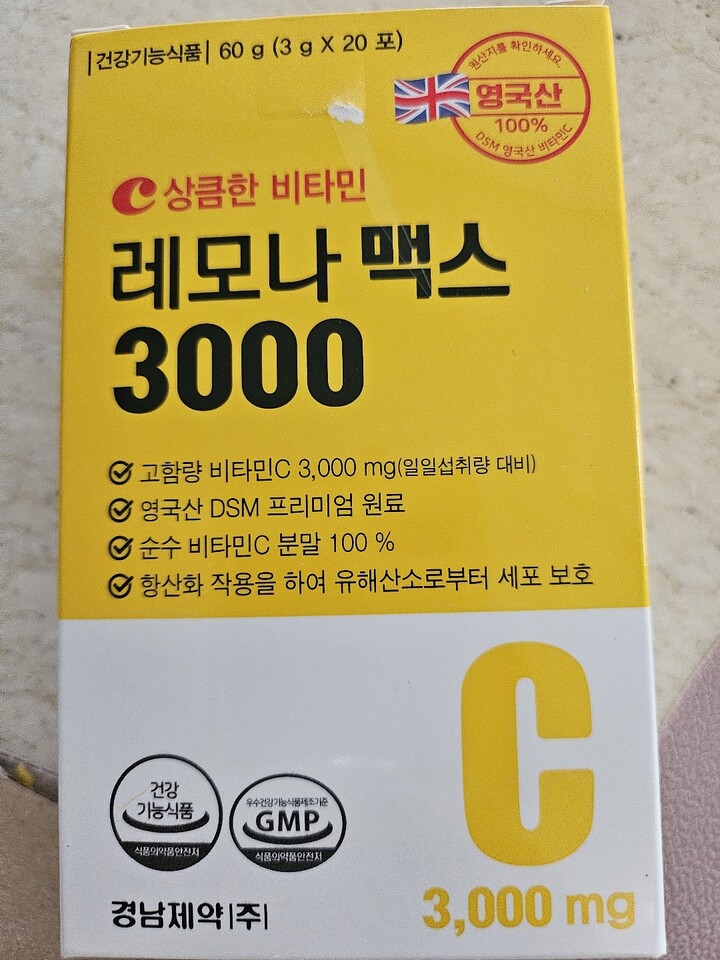 |건강기능식품| 60 g (3 g X 20 포)
원산지를 확인하세요.
영국산
100%
DSM 영국산 비타민C
C 상큼한 비타민
레모나 맥스
3000
고함량 비타민C 3,000 mg(일일섭취량 대비)
영국산 DSM 프리미엄 원료
순수 비타민C 분말 100 %
항산화 작용을 하여 유해산소로부터 세포 보호
C
3,000 mg
건강
기능식품
식품의약품안전처
우수건강기능식품제조기준
GMP
식품의약품안전처
경남제약|주|